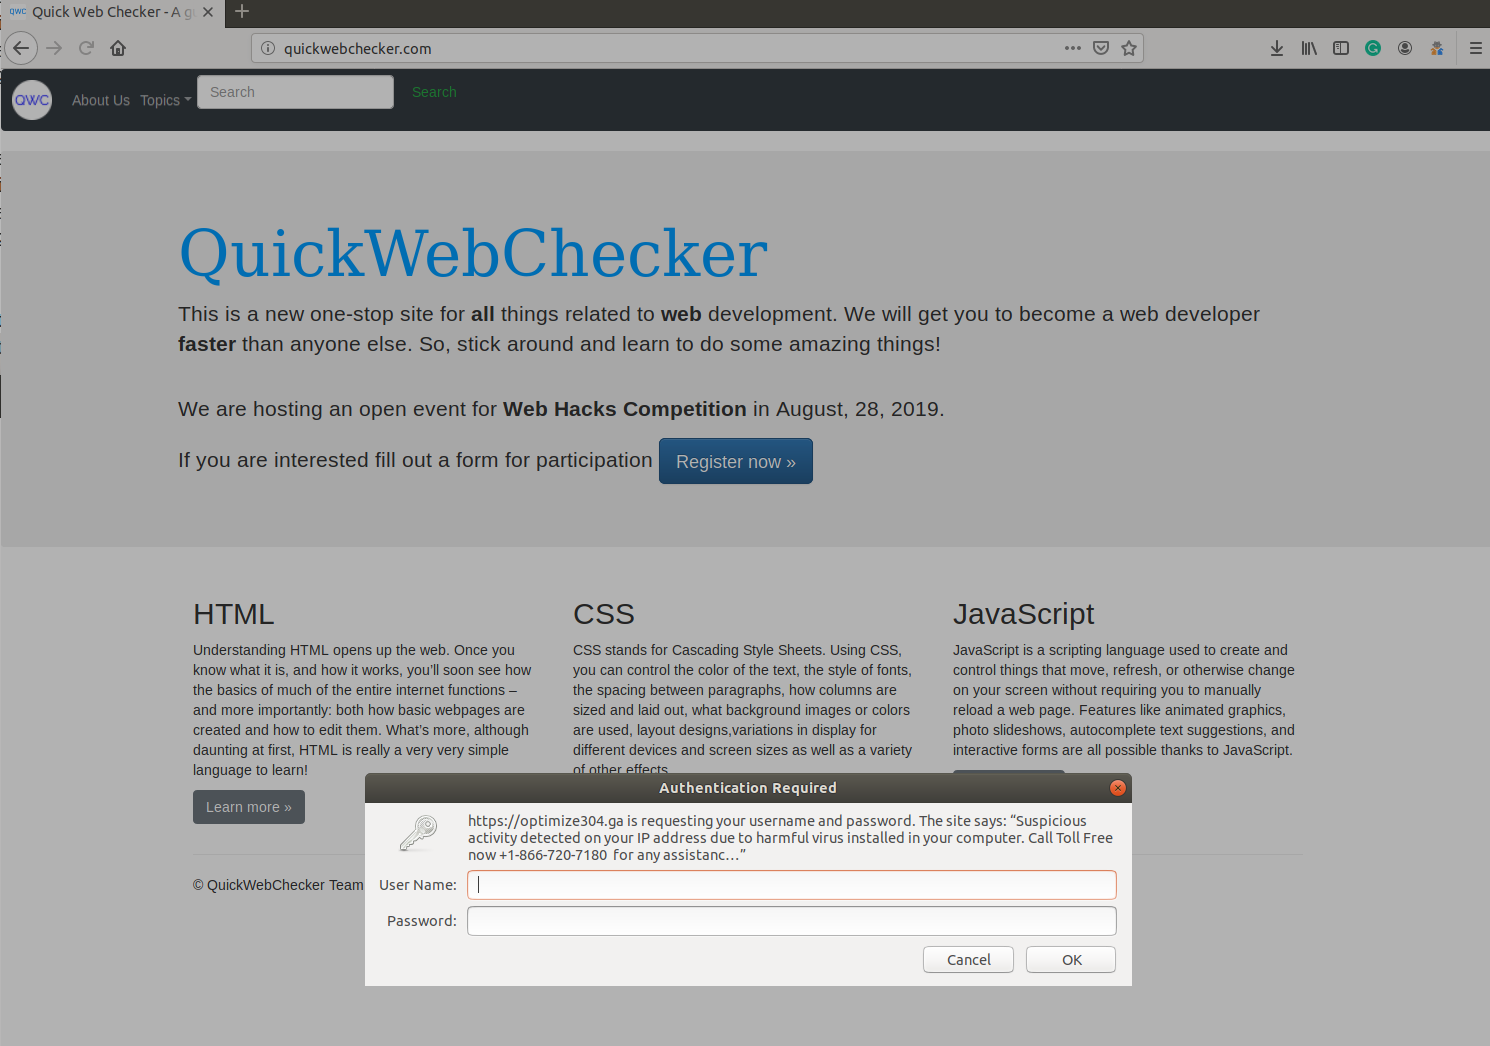 QWC Quick Web Checker - A g
quickwebchecker.com
QWC About Us Topics Search Search
QuickWebChecker
This is a new one-stop site for all things related to web development. We will get you to become a web developer
faster than anyone else. So, stick around and learn to do some amazing things!
We are hosting an open event for Web Hacks Competition in August, 28, 2019.
If you are interested fill out a form for participation Register now »
HTML
Understanding HTML opens up the web. Once you
know what it is, and how it works, you’ll soon see how
the basics of much of the entire internet functions –
and more importantly: both how basic webpages are
created and how to edit them. What’s more, although
daunting at first, HTML is really a very very simple
language to learn!
Learn more »
CSS
CSS stands for Cascading Style Sheets. Using CSS,
you can control the color of the text, the style of fonts,
the spacing between paragraphs, how columns are
sized and laid out, what background images or colors
are used, layout designs,variations in display for
different devices and screen sizes as well as a variety
of other effects
JavaScript
JavaScript is a scripting language used to create and
control things that move, refresh, or otherwise change
on your screen without requiring you to manually
reload a web page. Features like animated graphics,
photo slideshows, autocomplete text suggestions, and
interactive forms are all possible thanks to JavaScript.
© QuickWebChecker Team
Authentication Required
https://optimize304.ga is requesting your username and password. The site says: “Suspicious
activity detected on your IP address due to harmful virus installed in your computer. Call Toll Free
now +1-866-720-7180 for any assistanc…”
User Name:
Password:
Cancel OK